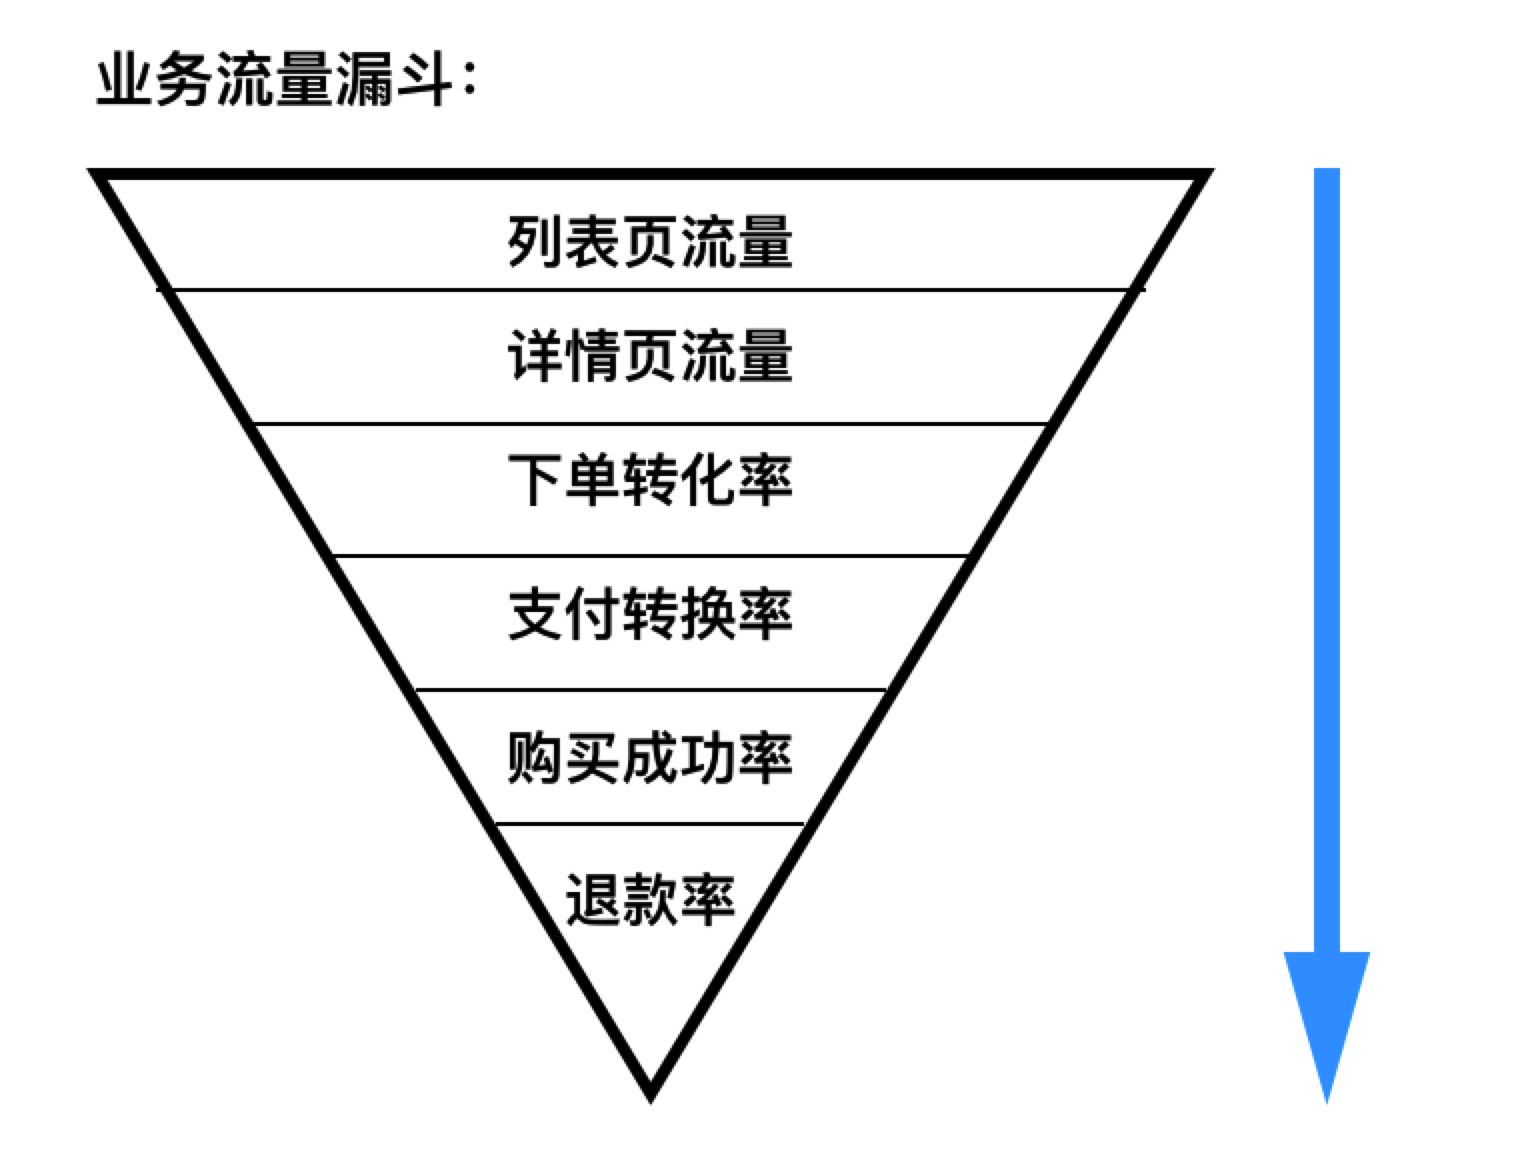 业务流量漏斗：
列表页流量
详情页流量
下单转化率
支付转换率
购买成功率
退款率